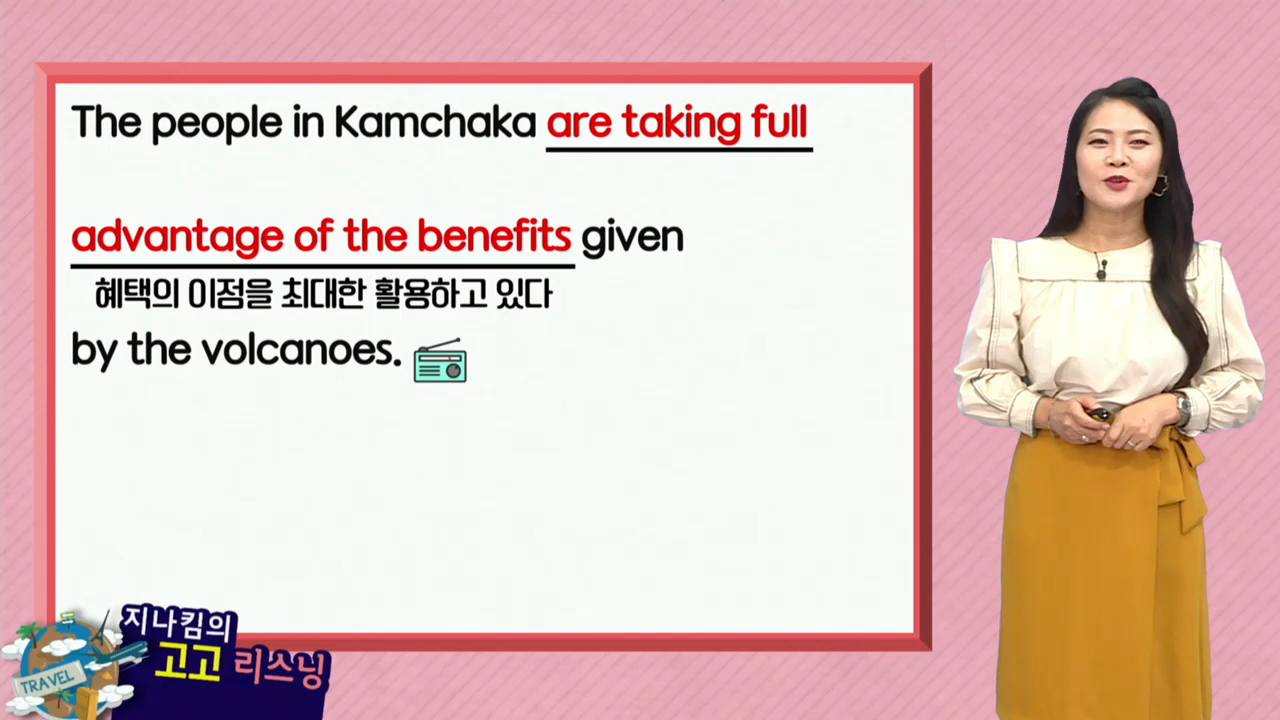 The people in Kamchaka are taking full
advantage of the benefits given
혜택의 이점을 최대한 활용하고 있다
by the volcanoes.
지나킴의
고고 리스닝
TRAVEL